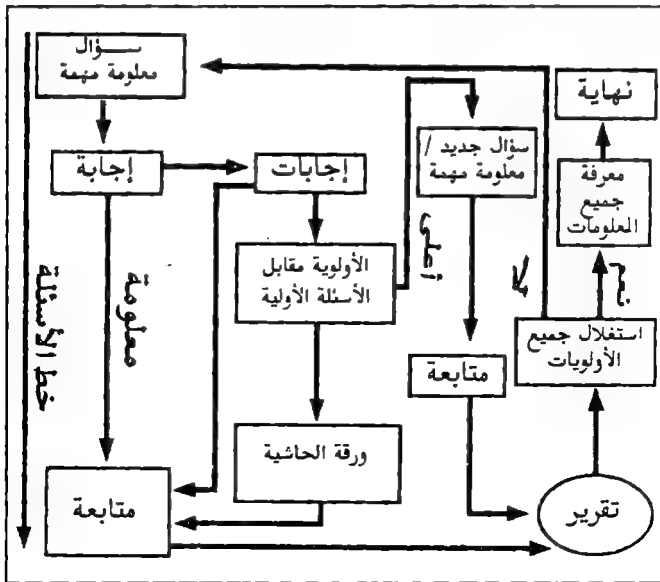 سؤال
معلومة مهمة
نهاية
سؤال جديد /
معلومة مهمة
إجابة
إجابات
معرفة
جميع
المعلومات
الأولوية مقابل
الأسئلة الأولية
أعلى
لا
نعم
معلومة
خط الأسئلة
استغلال جميع
الأولويات
متابعة
ورقة الحاشية
متابعة
تقرير